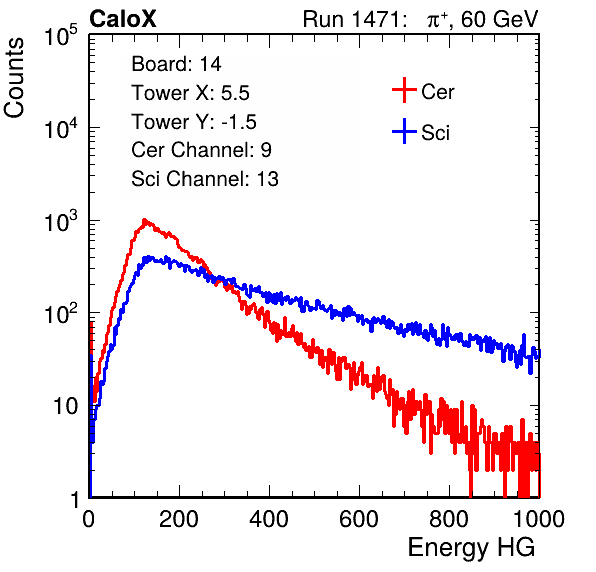 CaloX Run 1471: π⁺, 60 GeV
Counts
10⁵
10⁴
10³
10²
10
1
Board: 14
Tower X: 5.5
Tower Y: -1.5
Cer Channel: 9
Sci Channel: 13
Cer
Sci
0 200 400 600 800 1000
Energy HG